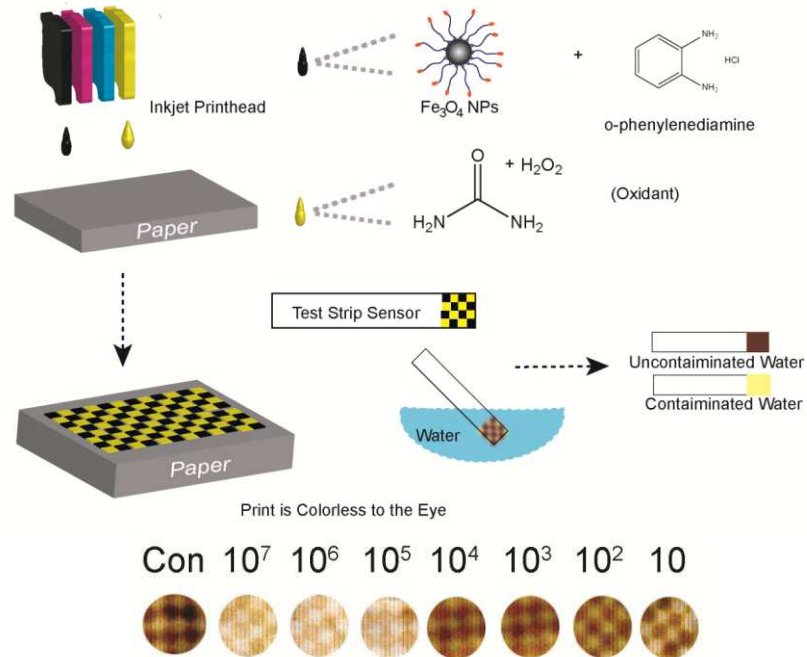 Inkjet Printhead
Fe₃O₄ NPs
+
NH₂
NH₂
HCl
o-phenylenediamine
Paper
O
+ H₂O₂
H₂N
NH₂
(Oxidant)
Test Strip Sensor
Water
Uncontaiminated Water
Contaiminated Water
Paper
Print is Colorless to the Eye
Con 10⁷ 10⁶ 10⁵ 10⁴ 10³ 10² 10